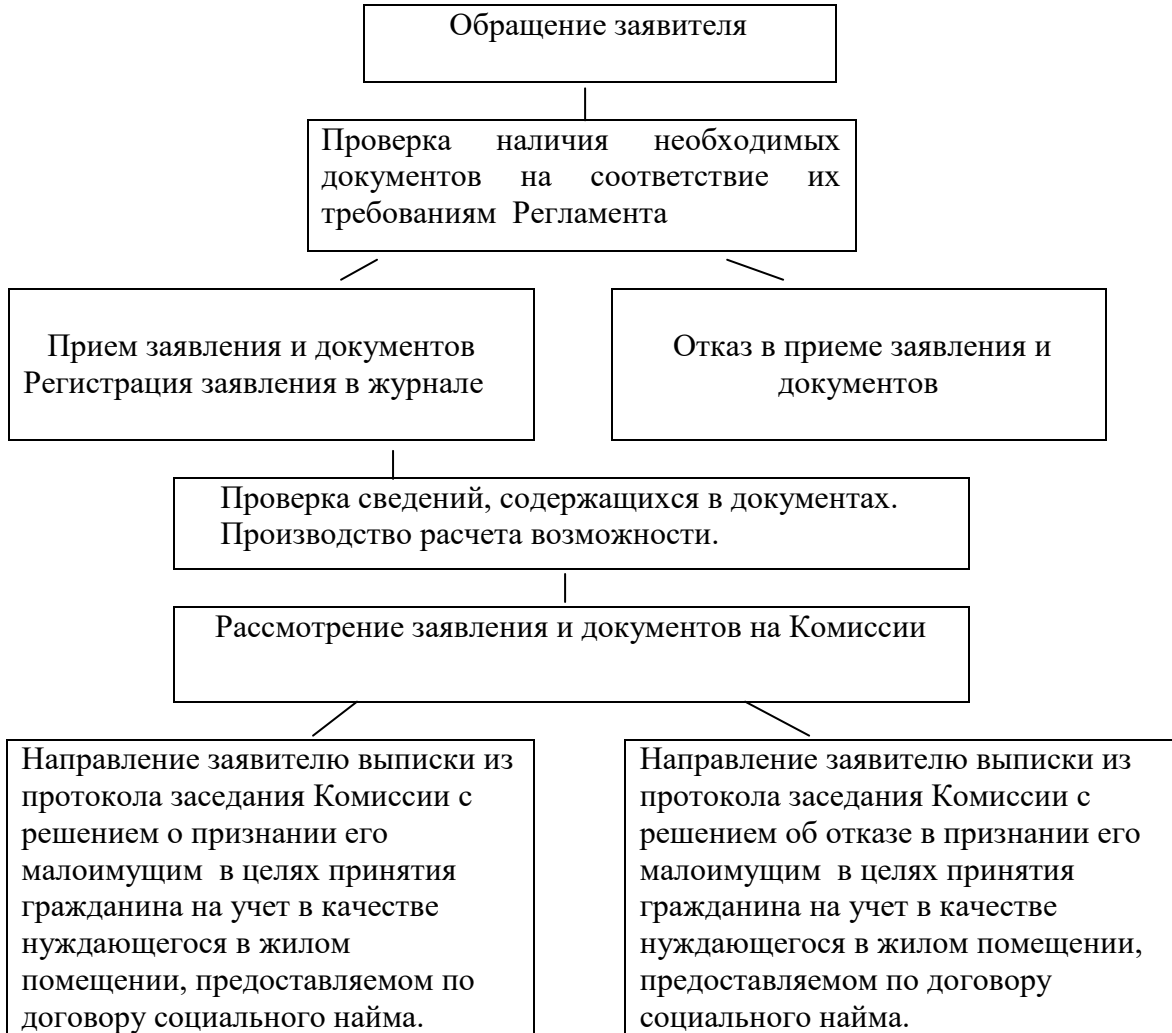 Обращение заявителя
Проверка наличия необходимых
документов на соответствие их
требованиям Регламента
Прием заявления и документов
Регистрация заявления в журнале
Отказ в приеме заявления и
документов
Проверка сведений, содержащихся в документах.
Производство расчета возможности.
Рассмотрение заявления и документов на Комиссии
Направление заявителю выписки из
протокола заседания Комиссии с
решением о признании его
малоимущим в целях принятия
гражданина на учет в качестве
нуждающегося в жилом
помещении, предоставляемом по
договору социального найма.
Направление заявителю выписки из
протокола заседания Комиссии с
решением об отказе в признании его
малоимущим в целях принятия
гражданина на учет в качестве
нуждающегося в жилом помещении,
предоставляемом по договору
социального найма.